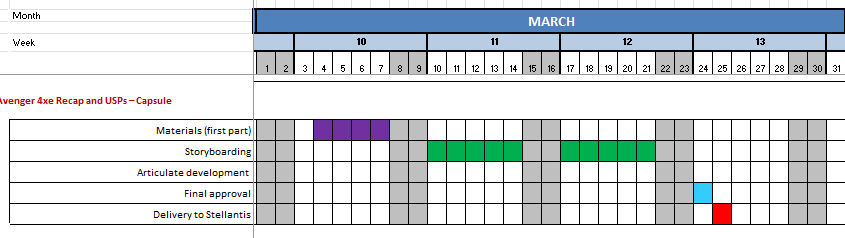 Month MARCH
Week 10 11 12 13
1 2 3 4 5 6 7 8 9 10 11 12 13 14 15 16 17 18 19 20 21 22 23 24 25 26 27 28 29 30 31
Avenger 4xe Recap and USPs – Capsule
Materials (first part)
Storyboarding
Articulate development
Final approval
Delivery to Stellantis